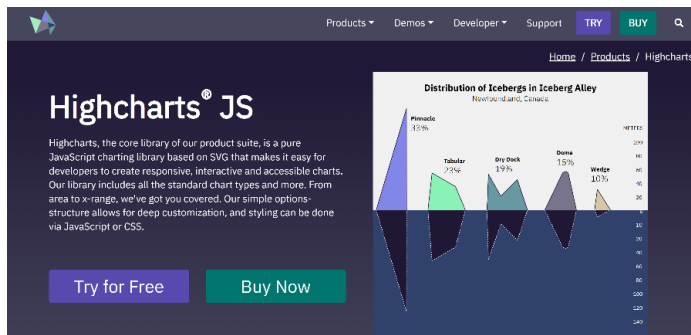 Products Demos Developer Support TRY BUY
Home / Products / Highcharts
Highcharts® JS
Highcharts, the core library of our product suite, is a pure
JavaScript charting library based on SVG that makes it easy for
developers to create responsive, interactive and accessible charts.
Our library includes all the standard chart types and more. From
area to x-range, we've got you covered. Our simple options-
structure allows for deep customization, and styling can be done
via JavaScript or CSS.
Try for Free Buy Now
Distribution of Icebergs in Iceberg Alley
Newfoundland, Canada
Pinnacle
33%
Tabular
23%
Dry Dock
19%
Dome
15%
Wedge
10%
METRES
100
80
60
40
20
0
10
20
40
60
80
100
120
140